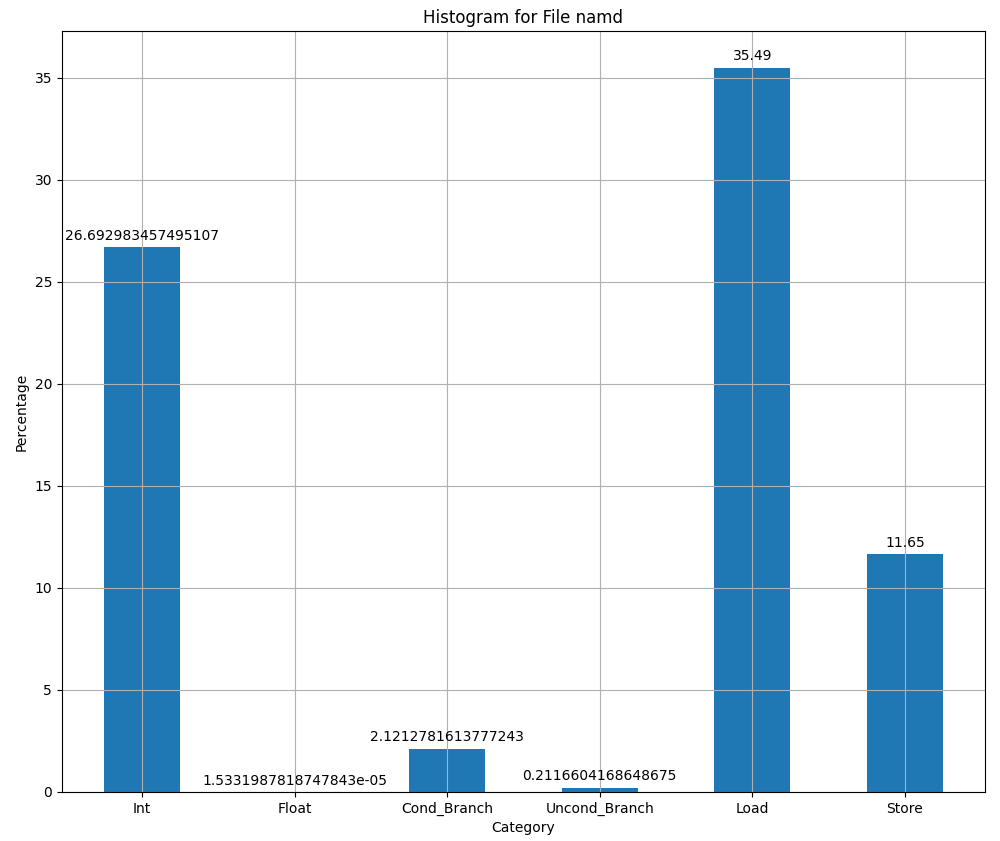 Histogram for File namd
35.49
35
30
26.692983457495107
25
20
Percentage
15
11.65
10
5
2.1212781613777243
1.5331987818747843e-05
0.2116604168648675
0
Int Float Cond_Branch Uncond_Branch Load Store
Category